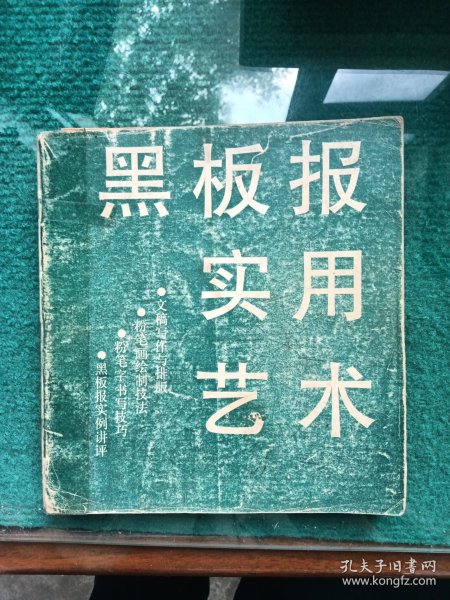 黑板报
实用
艺术
●文稿写作与排版
●粉笔画绘制技法
●粉笔字书写技巧
●黑板报实例讲评
孔夫子旧书网
www.kongfz.com